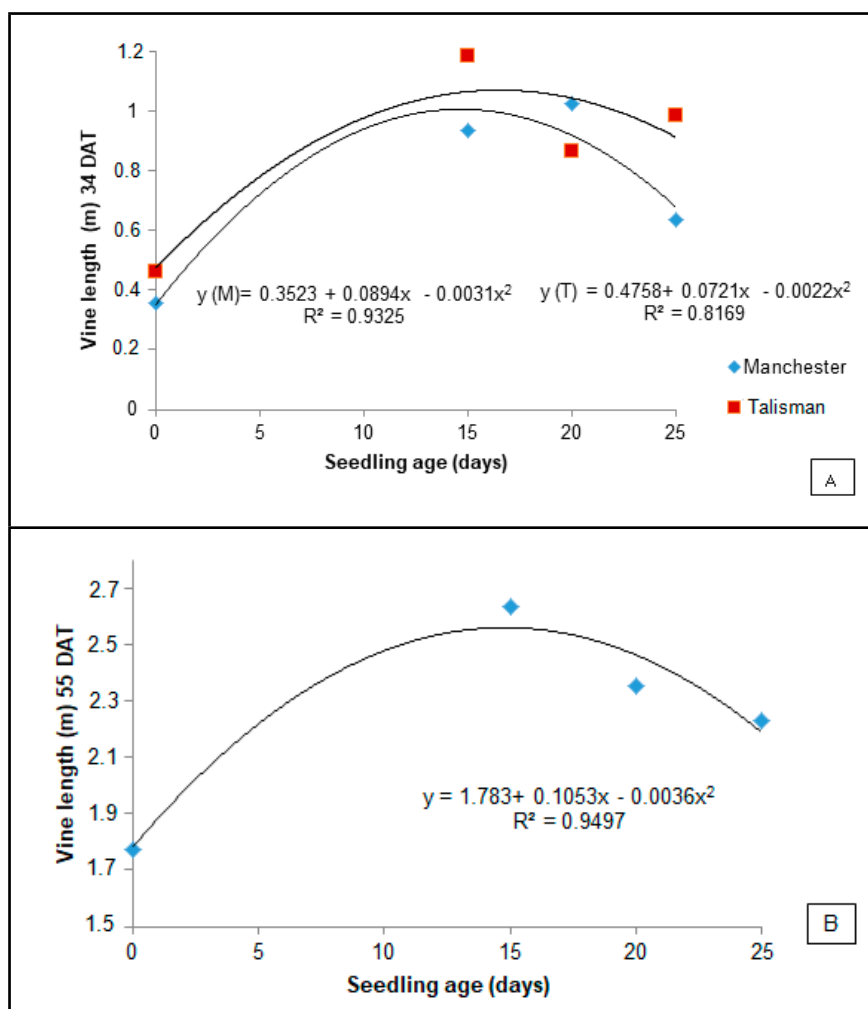 1.2
1
0.8
0.6
0.4
0.2
0
Vine length (m) 34 DAT
y (M)= 0.3523 + 0.0894x - 0.0031x²
R² = 0.9325
y (T) = 0.4758+ 0.0721x - 0.0022x²
R² = 0.8169
Manchester
Talisman
0 5 10 15 20 25
Seedling age (days)
A
2.7
2.5
2.3
2.1
1.9
1.7
1.5
Vine length (m) 55 DAT
y = 1.783+ 0.1053x - 0.0036x²
R² = 0.9497
0 5 10 15 20 25
Seedling age (days)
B